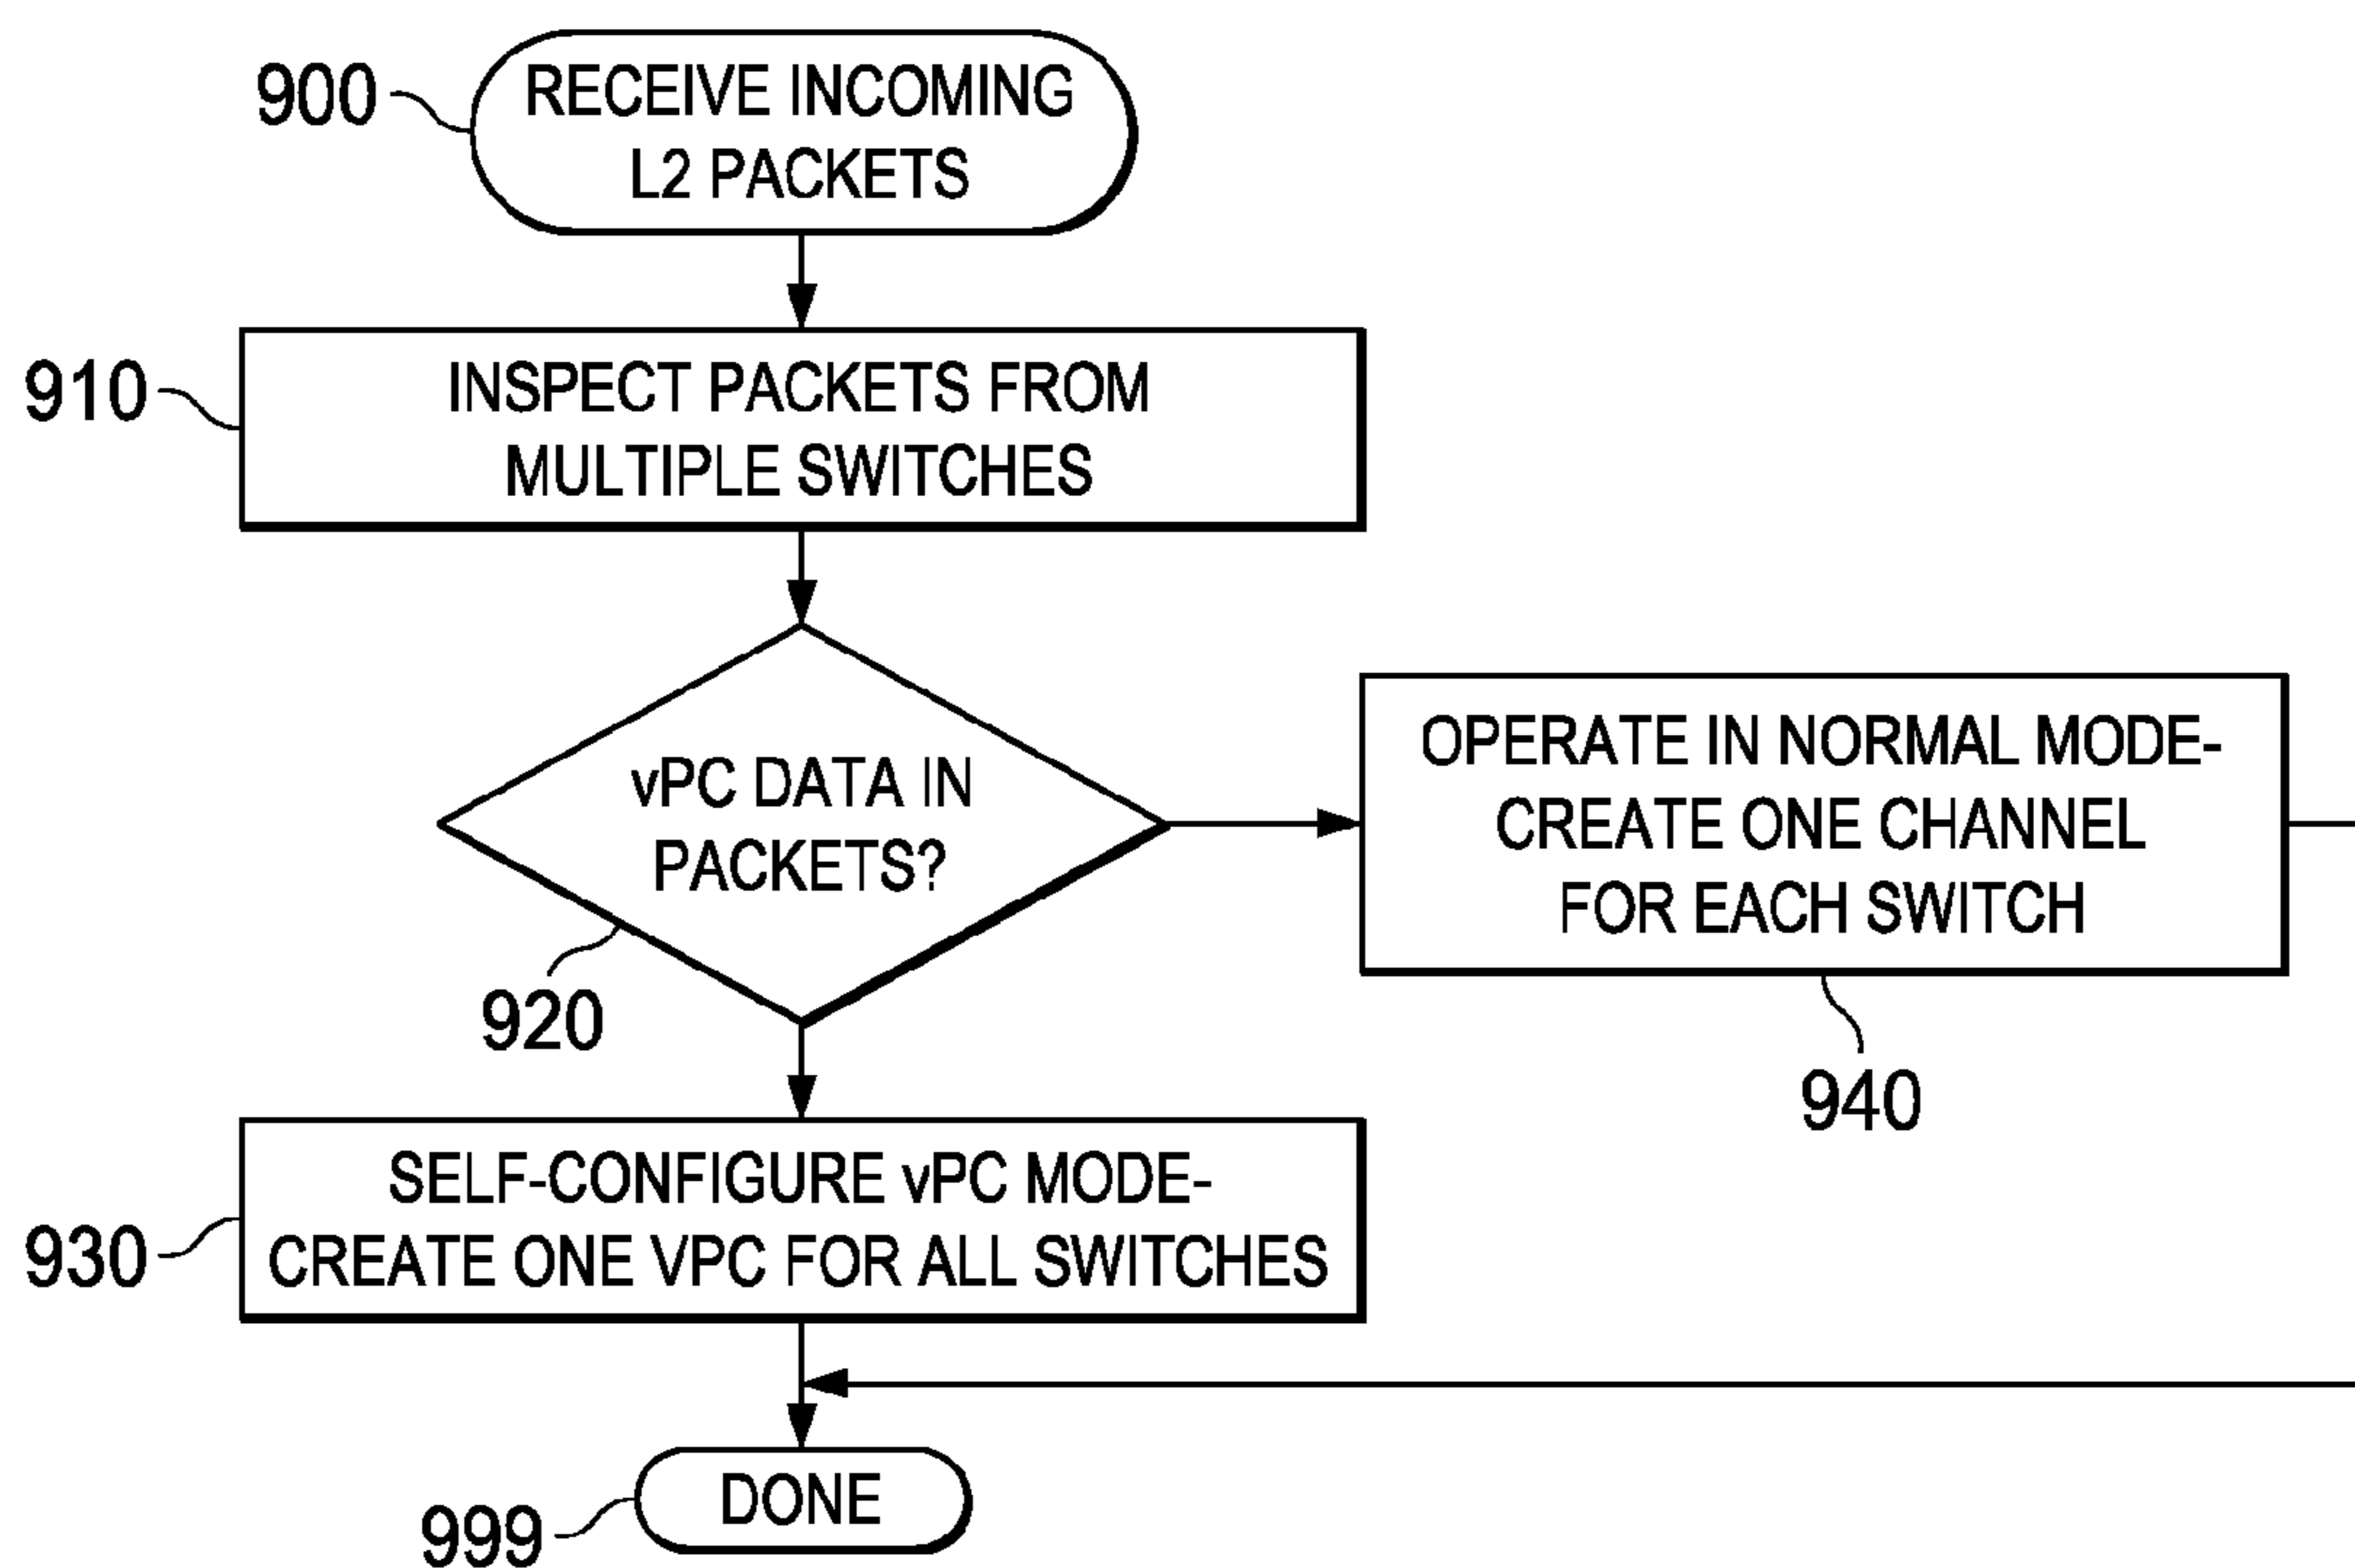 900
RECEIVE INCOMING
L2 PACKETS
910
INSPECT PACKETS FROM
MULTIPLE SWITCHES
vPC DATA IN
PACKETS?
920
OPERATE IN NORMAL MODE-
CREATE ONE CHANNEL
FOR EACH SWITCH
940
930
SELF-CONFIGURE vPC MODE-
CREATE ONE VPC FOR ALL SWITCHES
999
DONE